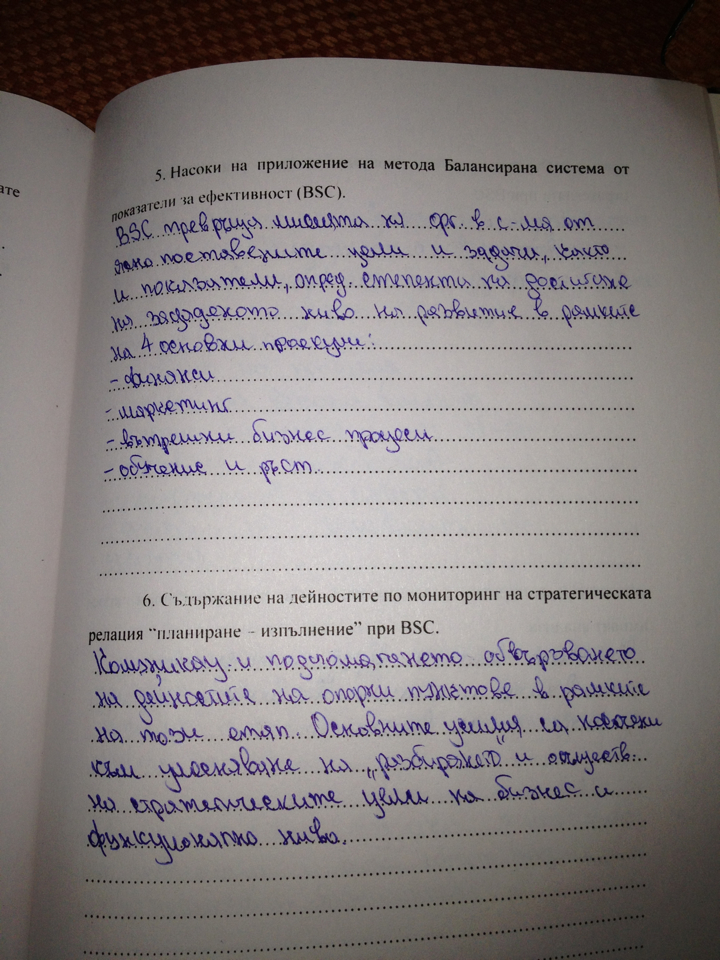 ате
5. Насоки на приложение на метода Балансирана система от
показатели за ефективност (BSC).
BSC превръща мисията на орг. в с-ма от
ясно поставените цели и задачи, както
и показатели, опред. степента на достигане
на зададеното ниво на развитие в рамките
на 4 основни проекции:
- финанси
- маркетинг
- вътрешни бизнес процеси
- обучение и ръст
6. Съдържание на дейностите по мониторинг на стратегическата
релация "планиране – изпълнение" при BSC.
и подпомагането обвързването
на дейностите на опорни пунктове в рамките
на този етап. Основните усилия са насочени
към улесняване на "разбирането" и осъществ.
на стратегическите цели на бизнес и
функционално ниво.